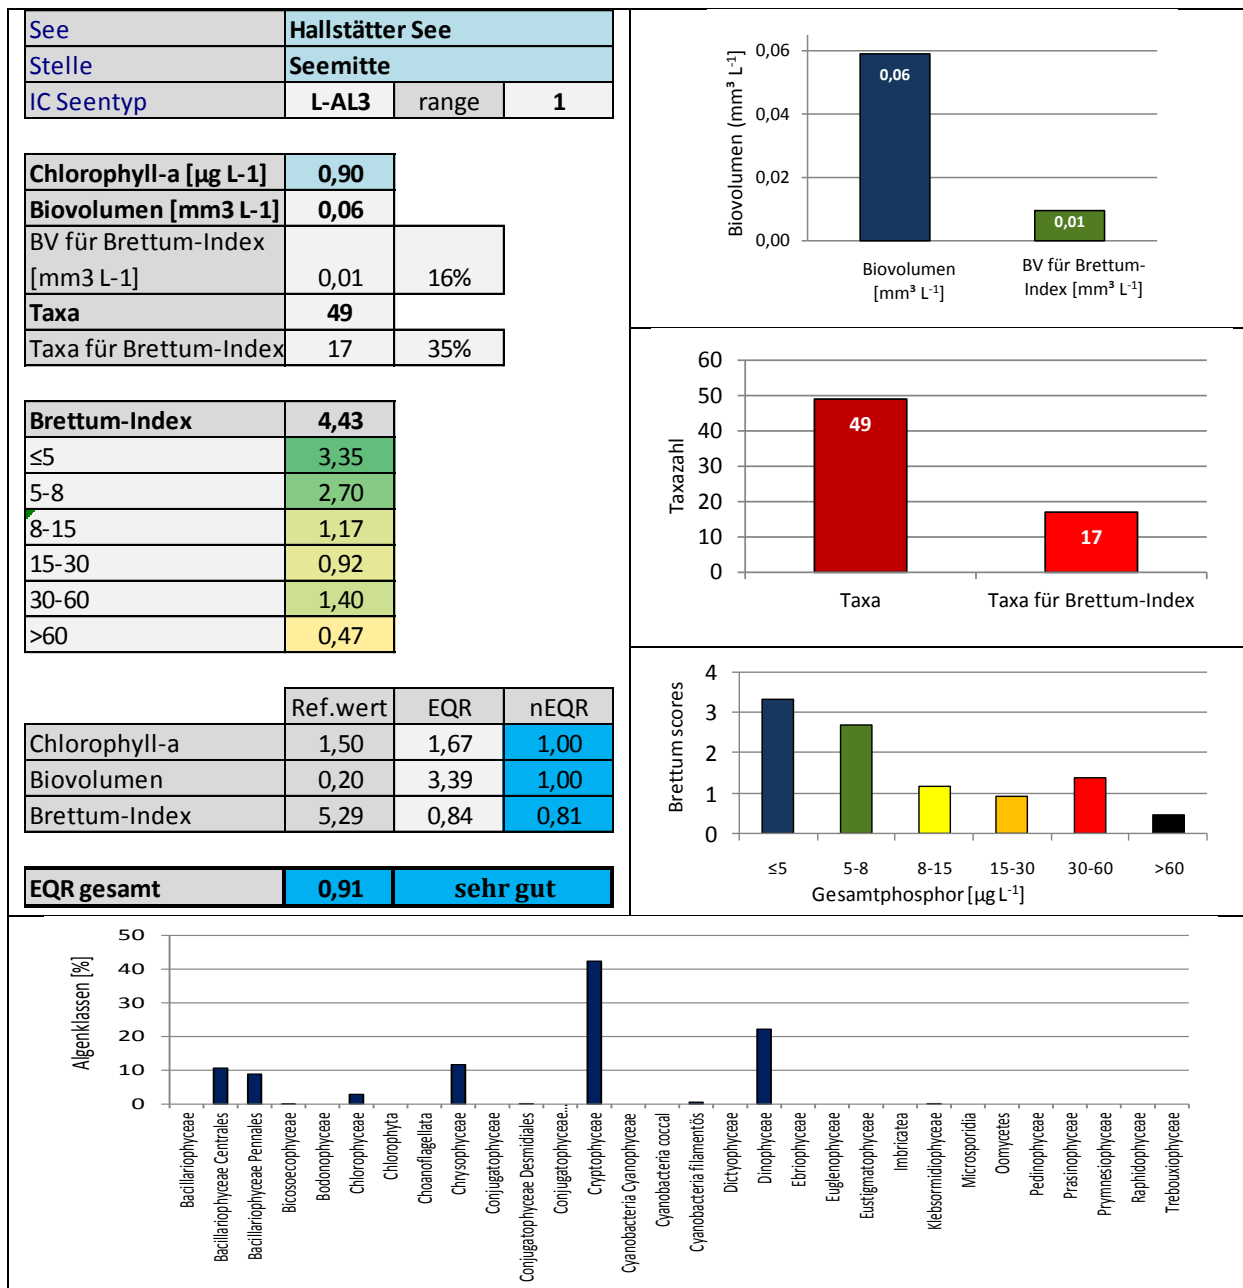 See Hallstätter See
Stelle Seemitte
IC Seentyp L-AL3 range 1
Chlorophyll-a [µg L-1] 0,90
Biovolumen [mm3 L-1] 0,06
BV für Brettum-Index
[mm3 L-1] 0,01 16%
Taxa 49
Taxa für Brettum-Index 17 35%
Brettum-Index 4,43
≤5 3,35
5-8 2,70
8-15 1,17
15-30 0,92
30-60 1,40
>60 0,47
Ref.wert EQR nEQR
Chlorophyll-a 1,50 1,67 1,00
Biovolumen 0,20 3,39 1,00
Brettum-Index 5,29 0,84 0,81
EQR gesamt 0,91 sehr gut
Biovolumen (mm³ L-1]
0,06
0,04
0,02
0,00
0,06
0,01
Biovolumen
[mm³ L-1]
BV für Brettum-
Index [mm³ L-1]
Taxazahl
60
50
40
30
20
10
0
49
17
Taxa
Taxa für Brettum-Index
Brettum scores
4
3
2
1
0
≤5 5-8 8-15 15-30 30-60 >60
Gesamtphosphor [µg L-1]
Algenklassen [%]
50
40
30
20
10
0
Bacillariophyceae
Bacillariophyceae Centrales
Bacillariophyceae Pennales
Bicosoecophyceae
Bodonophyceae
Chlorophyceae
Chlorophyta
Choanoflagellata
Chrysophyceae
Conjugatophyceae
Conjugatophyceae Desmidiales
Conjugatophyceae...
Cryptophyceae
Cyanobacteria Cyanophyceae
Cyanobacteria coccal
Cyanobacteria filamentös
Dictyophyceae
Dinophyceae
Ebriophyceae
Euglenophyceae
Eustigmatophyceae
Imbricatea
Klebsormidiophyeae
Microsporidia
Oomycetes
Pedinophyceae
Prasinophyceae
Prymnesiophyceae
Raphidophyceae
Trebouxiophyceae